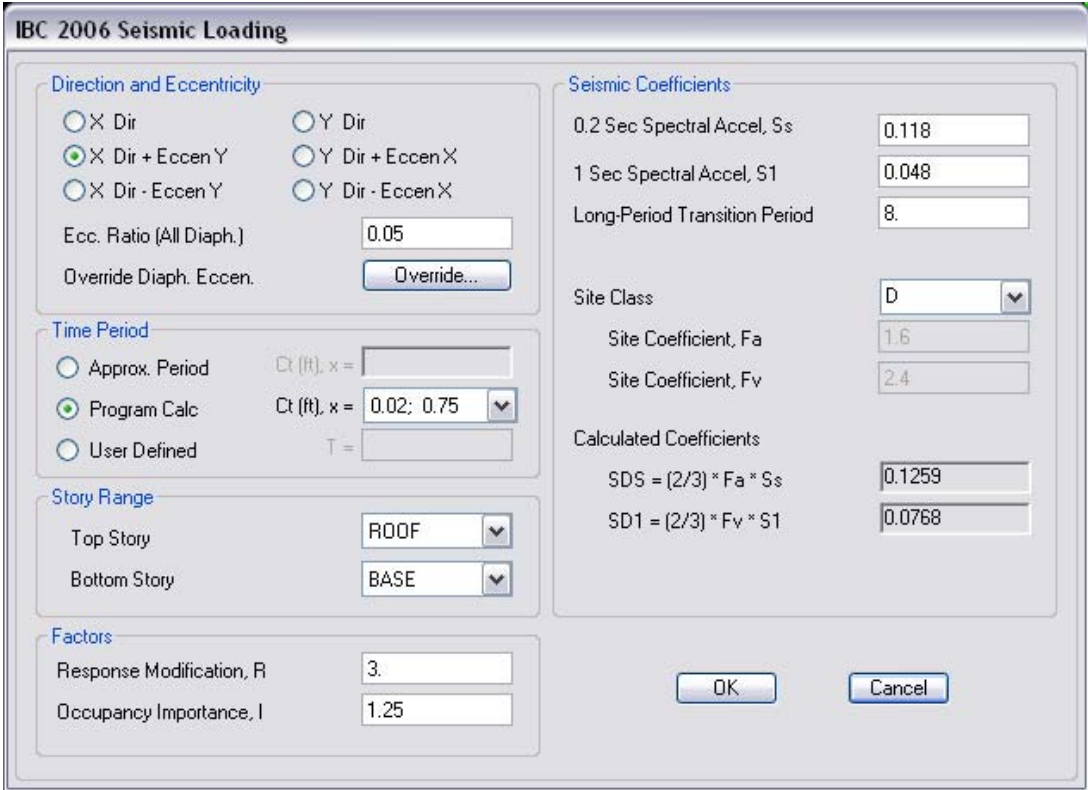 IBC 2006 Seismic Loading
Direction and Eccentricity
X Dir
Y Dir
X Dir + Eccen Y
Y Dir + Eccen X
X Dir - Eccen Y
Y Dir - Eccen X
Ecc. Ratio (All Diaph.)
0.05
Override Diaph. Eccen.
Override...
Time Period
Approx. Period
Ct (ft), x =
Program Calc
Ct (ft), x =
0.02; 0.75
User Defined
T =
Story Range
Top Story
ROOF
Bottom Story
BASE
Factors
Response Modification, R
3.
Occupancy Importance, I
1.25
Seismic Coefficients
0.2 Sec Spectral Accel, Ss
0.118
1 Sec Spectral Accel, S1
0.048
Long-Period Transition Period
8.
Site Class
D
Site Coefficient, Fa
1.6
Site Coefficient, Fv
2.4
Calculated Coefficients
SDS = (2/3) * Fa * Ss
0.1259
SD1 = (2/3) * Fv * S1
0.0768
OK
Cancel